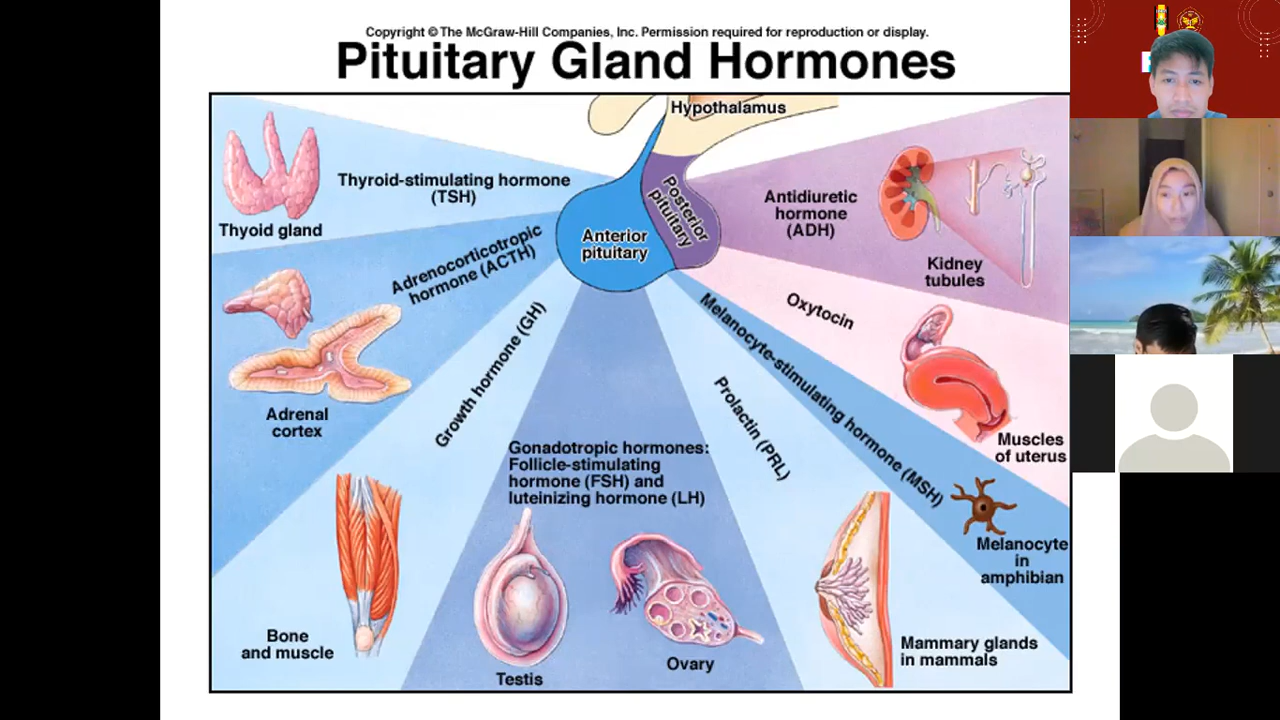 Copyright © The McGraw-Hill Companies, Inc. Permission required for reproduction or display.
Pituitary Gland Hormones
Hypothalamus
Posterior
pituitary
Anterior
pituitary
Thyroid-stimulating hormone
(TSH)
Thyoid gland
Adrenocorticotropic
hormone (ACTH)
Adrenal
cortex
Growth hormone (GH)
Bone
and muscle
Gonadotropic hormones:
Follicle-stimulating
hormone (FSH) and
luteinizing hormone (LH)
Testis
Ovary
Prolactin (PRL)
Mammary glands
in mammals
Melanocyte-stimulating hormone (MSH)
Melanocyte
in
amphibian
Oxytocin
Muscles
of uterus
Antidiuretic
hormone
(ADH)
Kidney
tubules